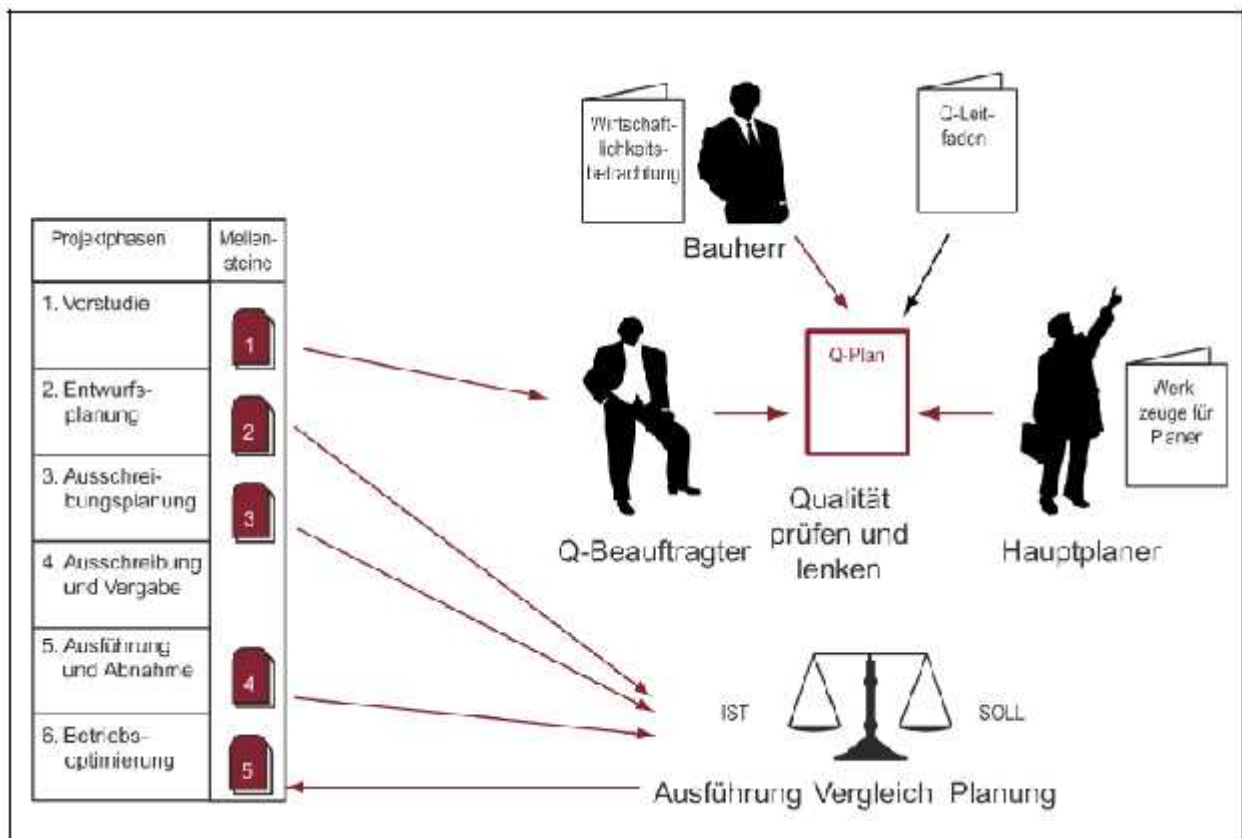 Projektphasen
Meilen-
steine
1. Vorstudie
1
2. Entwurfs-
planung
2
3. Ausschrei-
bungsplanung
3
4. Ausschreibung
und Vergabe
5. Ausführung
und Abnahme
4
6. Betriebs-
optimierung
5
Wirtschaft-
lichkeits-
betrachtung
Bauherr
Q-Leit-
faden
Q-Beauftragter
Q-Plan
Qualität
prüfen und
lenken
Werk
zeuge für
Planer
Hauptplaner
IST
SOLL
Ausführung Vergleich Planung